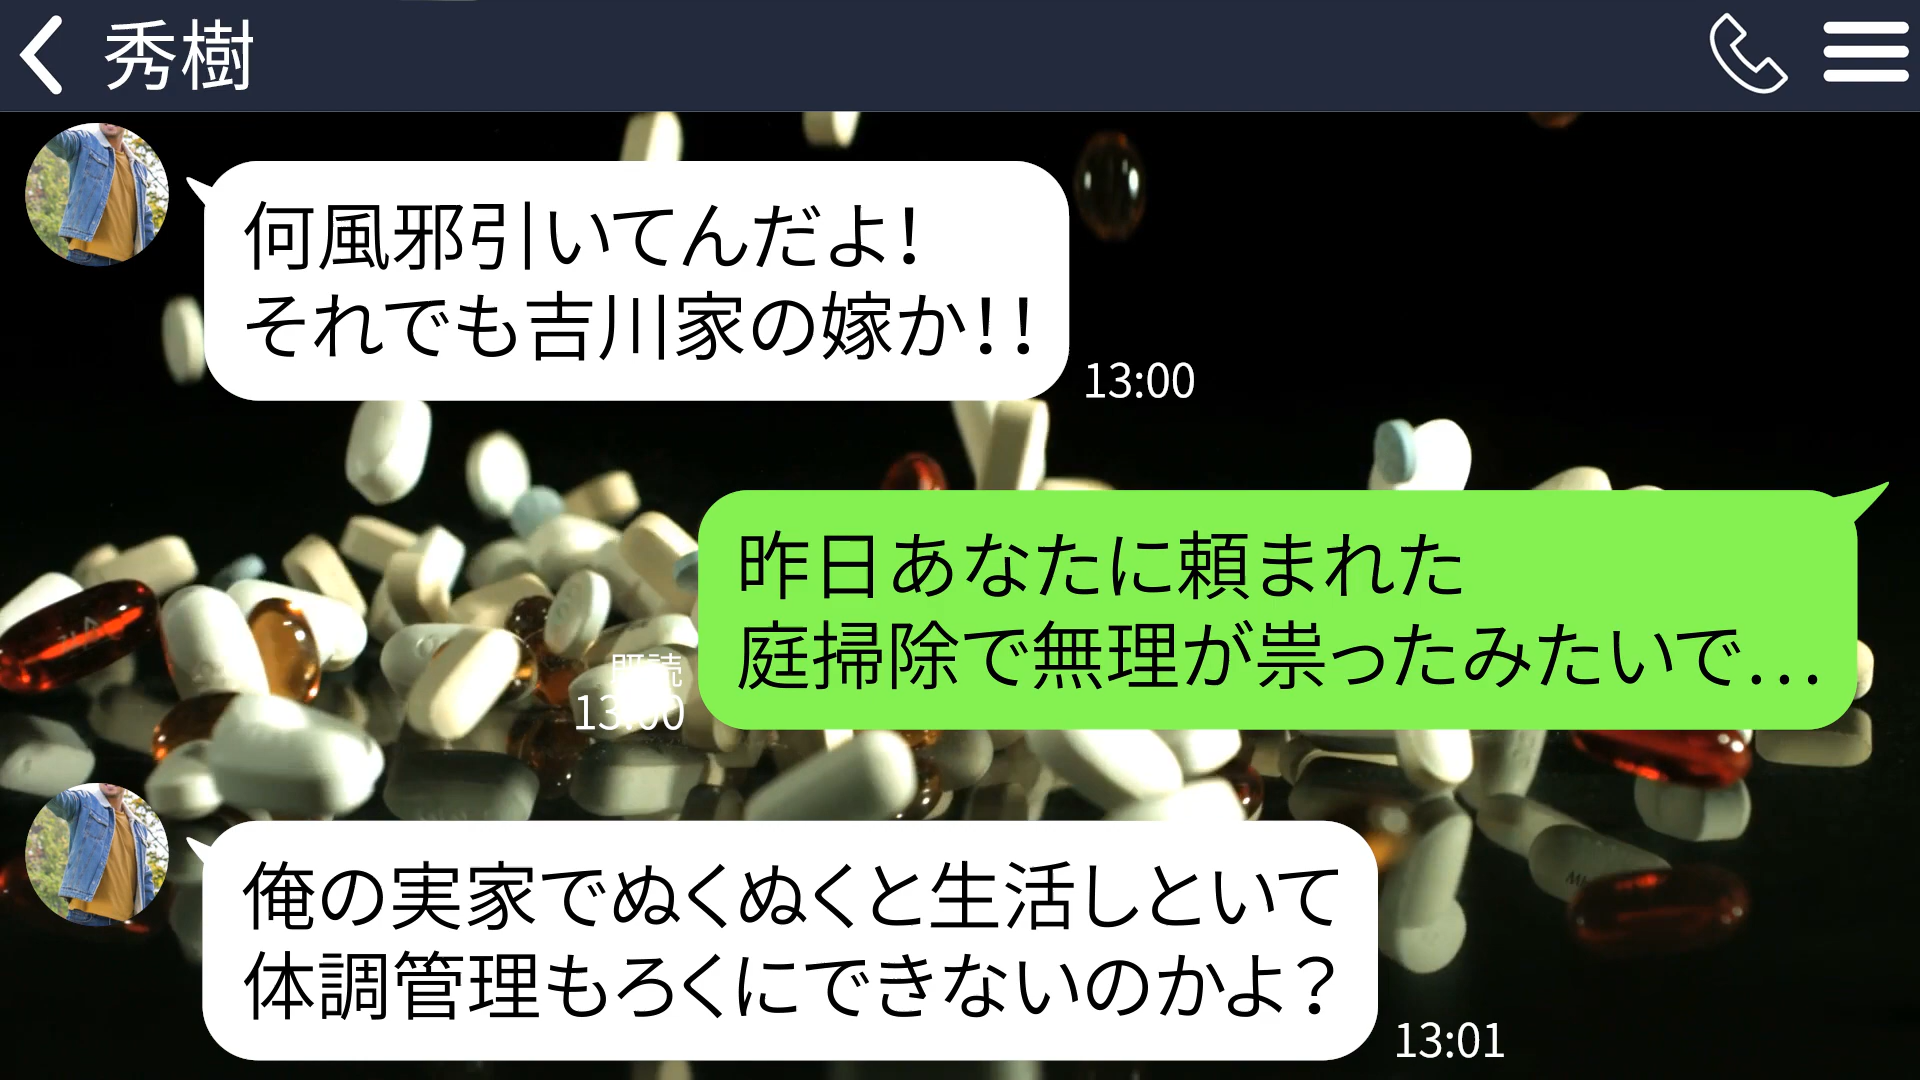 秀樹
何風邪引いてんだよ！
それでも吉川家の嫁か！！
13:00
昨日あなたに頼まれた
庭掃除で無理が祟ったみたいで…
既読
13:00
俺の実家でぬくぬくと生活しといて
体調管理もろくにできないのかよ？
13:01